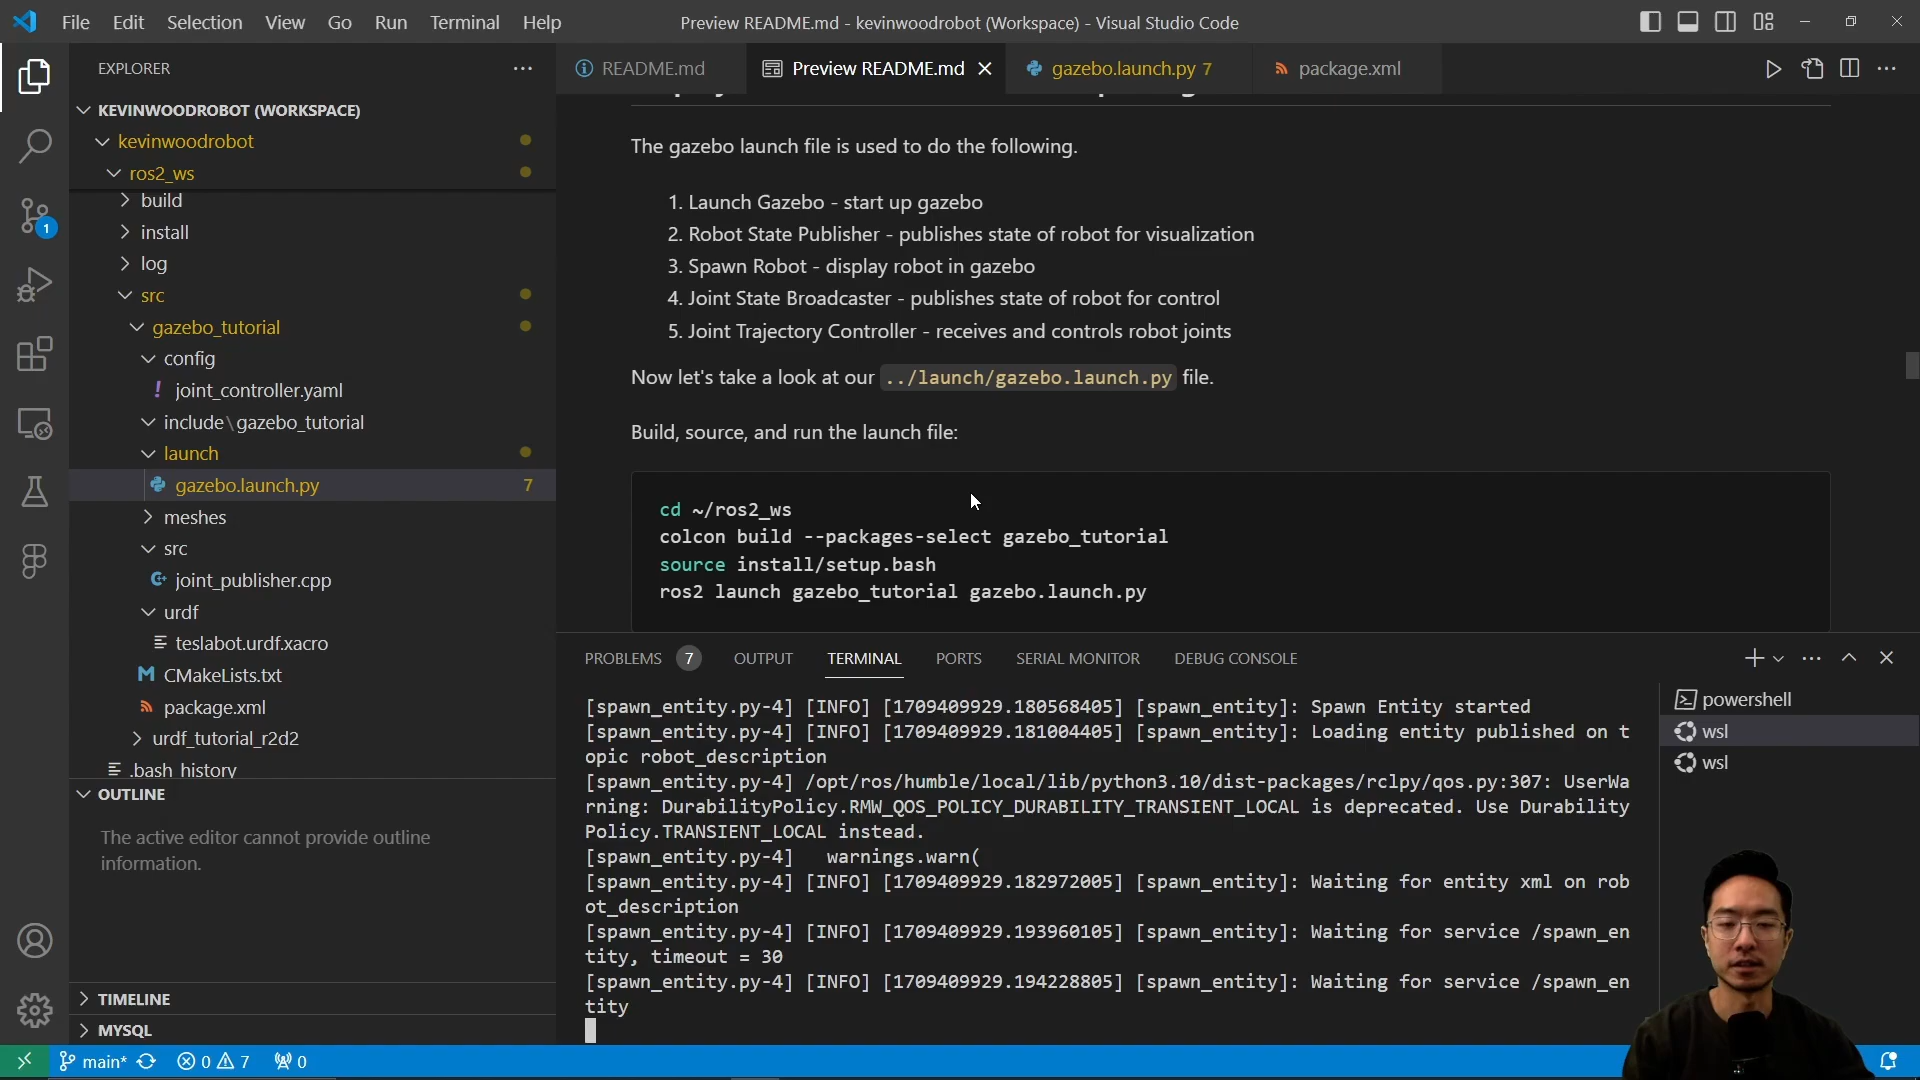 File Edit Selection View Go Run Terminal Help
Preview README.md - kevinwoodrobot (Workspace) - Visual Studio Code
EXPLORER
KEVINWOODROBOT (WORKSPACE)
kevinwoodrobot
ros2_ws
build
install
log
src
gazebo_tutorial
config
joint_controller.yaml
include\gazebo_tutorial
launch
gazebo.launch.py 7
meshes
src
joint_publisher.cpp
urdf
teslabot.urdf.xacro
CMakeLists.txt
package.xml
urdf_tutorial_r2d2
.bash_history
OUTLINE
The active editor cannot provide outline
information.
TIMELINE
MYSQL
1
README.md
Preview README.md
gazebo.launch.py 7
package.xml
The gazebo launch file is used to do the following.
1. Launch Gazebo - start up gazebo
2. Robot State Publisher - publishes state of robot for visualization
3. Spawn Robot - display robot in gazebo
4. Joint State Broadcaster - publishes state of robot for control
5. Joint Trajectory Controller - receives and controls robot joints
Now let's take a look at our ../launch/gazebo.launch.py file.
Build, source, and run the launch file:
cd ~/ros2_ws
colcon build --packages-select gazebo_tutorial
source install/setup.bash
ros2 launch gazebo_tutorial gazebo.launch.py
PROBLEMS 7 OUTPUT TERMINAL PORTS SERIAL MONITOR DEBUG CONSOLE
[spawn_entity.py-4] [INFO] [1709409929.180568405] [spawn_entity]: Spawn Entity started
[spawn_entity.py-4] [INFO] [1709409929.181004405] [spawn_entity]: Loading entity published on t
opic robot_description
[spawn_entity.py-4] /opt/ros/humble/local/lib/python3.10/dist-packages/rclpy/qos.py:307: UserWa
rning: DurabilityPolicy.RMW_QOS_POLICY_DURABILITY_TRANSIENT_LOCAL is deprecated. Use Durability
Policy.TRANSIENT_LOCAL instead.
[spawn_entity.py-4]   warnings.warn(
[spawn_entity.py-4] [INFO] [1709409929.182972005] [spawn_entity]: Waiting for entity xml on rob
ot_description
[spawn_entity.py-4] [INFO] [1709409929.193960105] [spawn_entity]: Waiting for service /spawn_en
tity, timeout = 30
[spawn_entity.py-4] [INFO] [1709409929.194228805] [spawn_entity]: Waiting for service /spawn_en
tity
powershell
wsl
wsl
main* 0 7 0